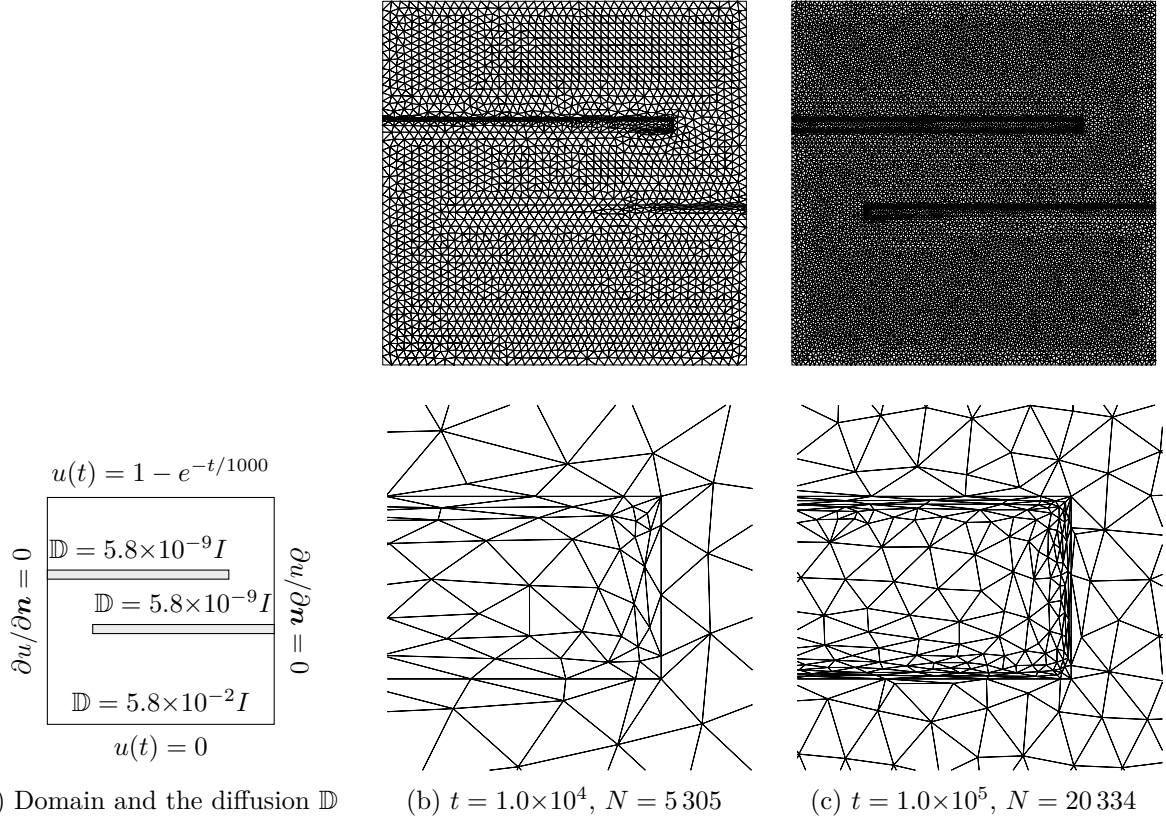 u(t) = 1 − e^{−t/1000}
∂u/∂𝒏 = 0
𝔻 = 5.8×10^{−9}I
𝔻 = 5.8×10^{−9}I
∂u/∂𝒏 = 0
𝔻 = 5.8×10^{−2}I
u(t) = 0
) Domain and the diffusion 𝔻
(b) t = 1.0×10^4, N = 5 305
(c) t = 1.0×10^5, N = 20 334